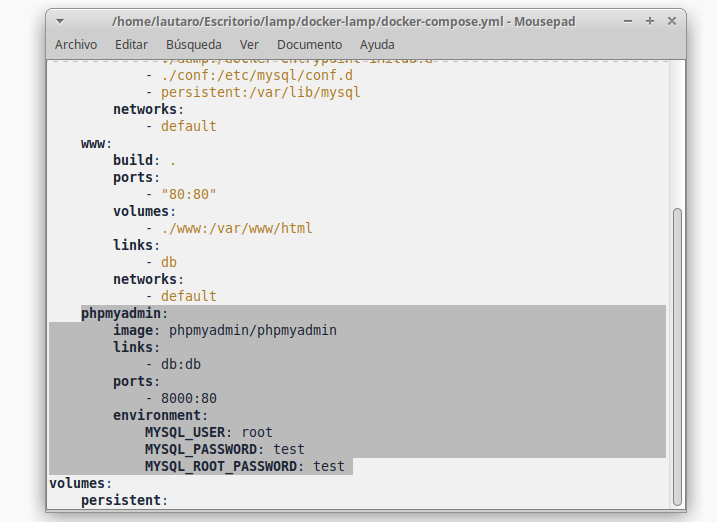 /home/lautaro/Escritorio/lamp/docker-lamp/docker-compose.yml - Mousepad
Archivo Editar Búsqueda Ver Documento Ayuda
- ./conf:/etc/mysql/conf.d
- persistent:/var/lib/mysql
networks:
- default
www:
build: .
ports:
- "80:80"
volumes:
- ./www:/var/www/html
links:
- db
networks:
- default
phpmyadmin:
image: phpmyadmin/phpmyadmin
links:
- db:db
ports:
- 8000:80
environment:
MYSQL_USER: root
MYSQL_PASSWORD: test
MYSQL_ROOT_PASSWORD: test
volumes:
persistent: